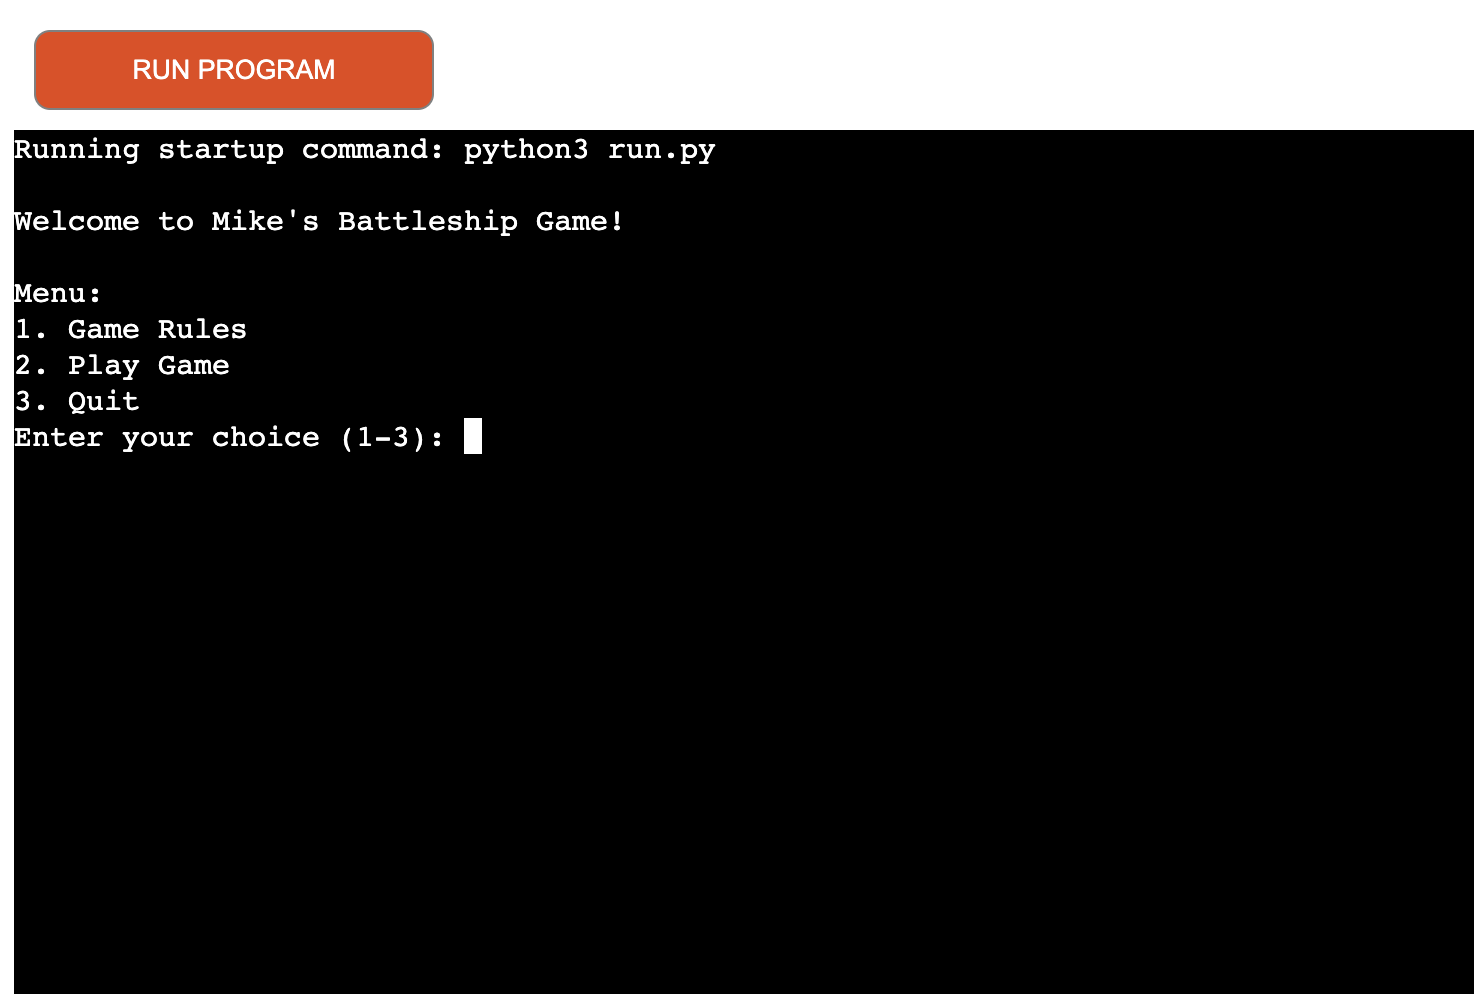 RUN PROGRAM
Running startup command: python3 run.py
Welcome to Mike's Battleship Game!
Menu:
1. Game Rules
2. Play Game
3. Quit
Enter your choice (1-3):